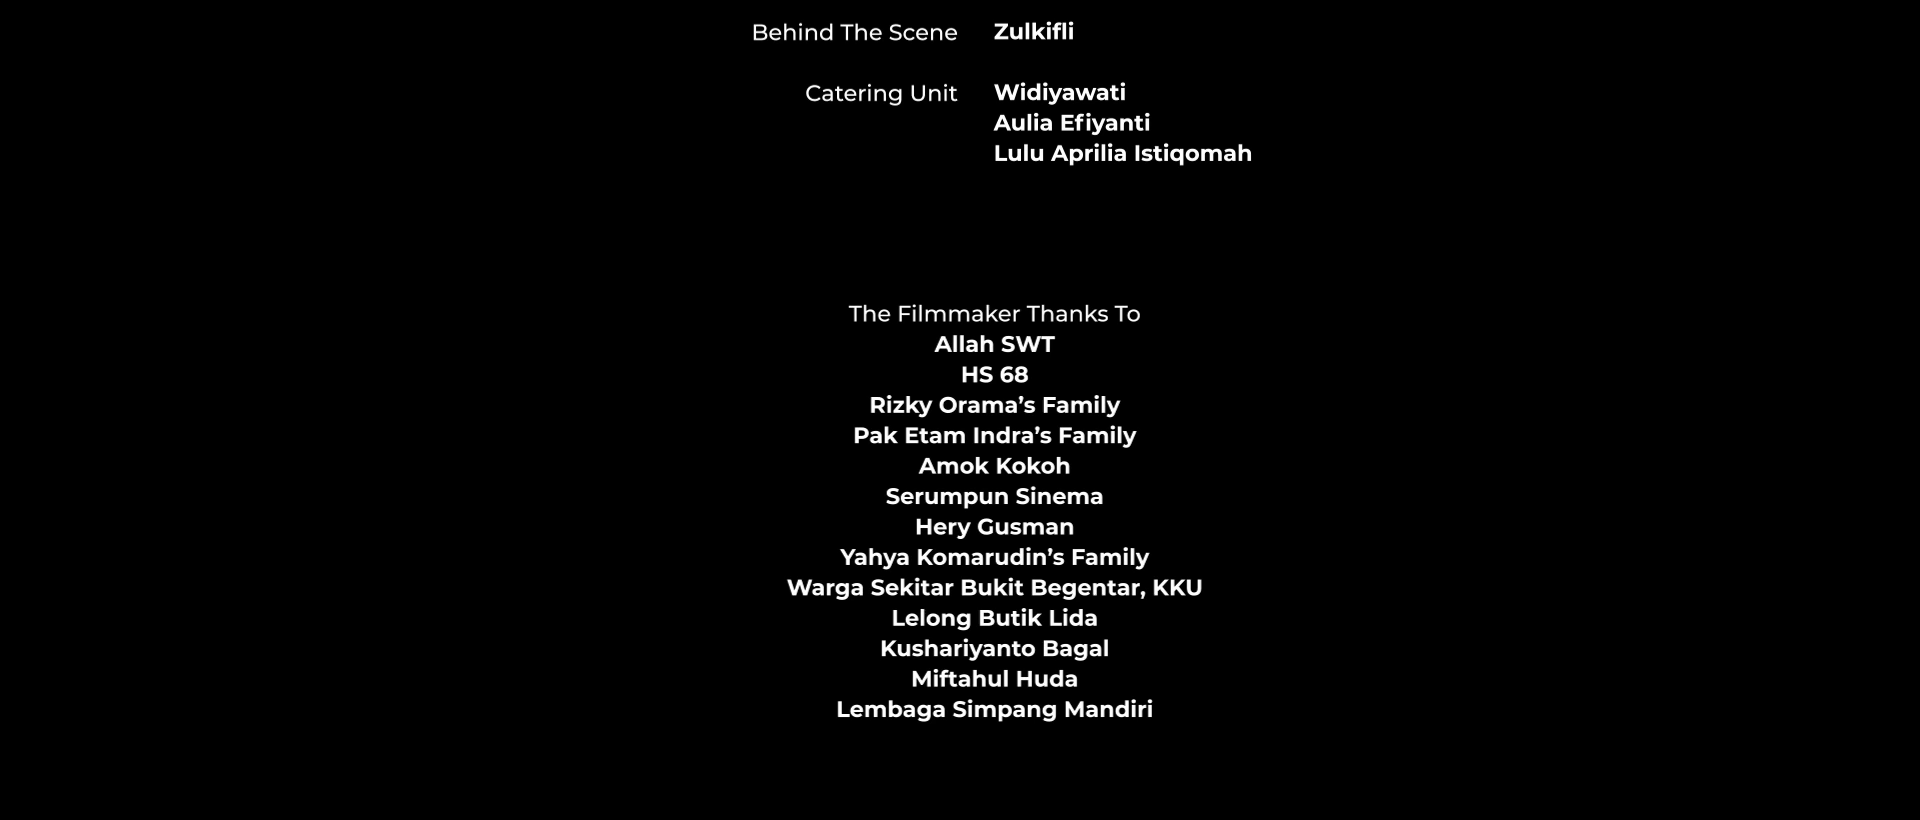 Behind The Scene Zulkifli
Catering Unit Widiyawati
Aulia Efiyanti
Lulu Aprilia Istiqomah
The Filmmaker Thanks To
Allah SWT
HS 68
Rizky Orama’s Family
Pak Etam Indra’s Family
Amok Kokoh
Serumpun Sinema
Hery Gusman
Yahya Komarudin’s Family
Warga Sekitar Bukit Begentar, KKU
Lelong Butik Lida
Kushariyanto Bagal
Miftahul Huda
Lembaga Simpang Mandiri